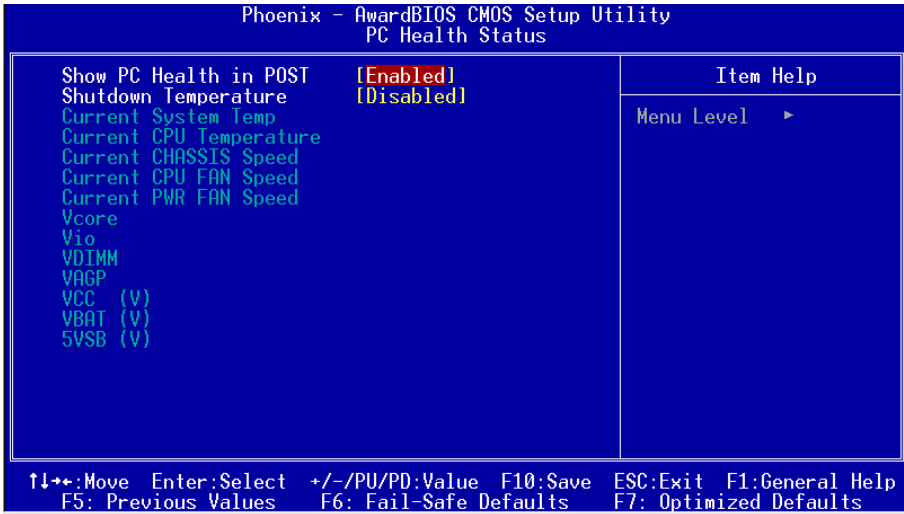 Phoenix - AwardBIOS CMOS Setup Utility
PC Health Status
Show PC Health in POST [Enabled]
Shutdown Temperature [Disabled]
Current System Temp
Current CPU Temperature
Current CHASSIS Speed
Current CPU FAN Speed
Current PWR FAN Speed
Vcore
Vio
VDIMM
VAGP
VCC (V)
VBAT (V)
5VSB (V)
Item Help
Menu Level ►
↑↓→←:Move Enter:Select +/-/PU/PD:Value F10:Save ESC:Exit F1:General Help
F5: Previous Values F6: Fail-Safe Defaults F7: Optimized Defaults